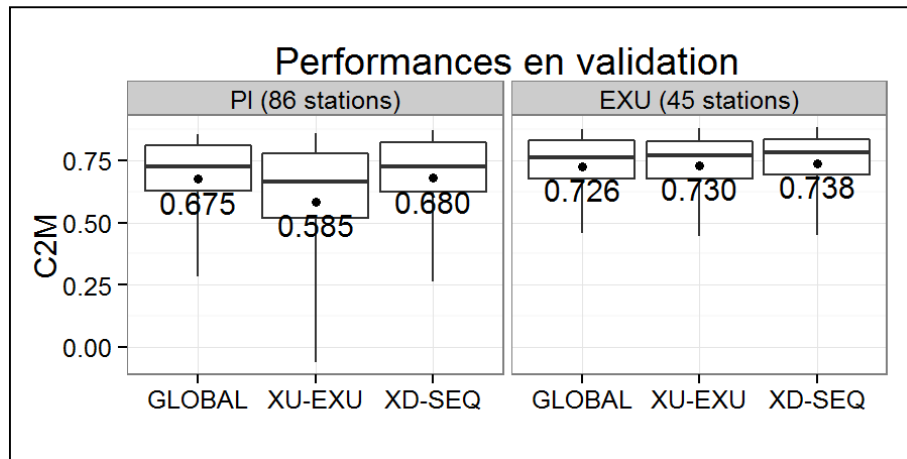 Performances en validation
PI (86 stations)
EXU (45 stations)
C2M
0.75
0.50
0.25
0.00
0.675
0.585
0.680
0.726
0.730
0.738
GLOBAL XU-EXU XD-SEQ
GLOBAL XU-EXU XD-SEQ